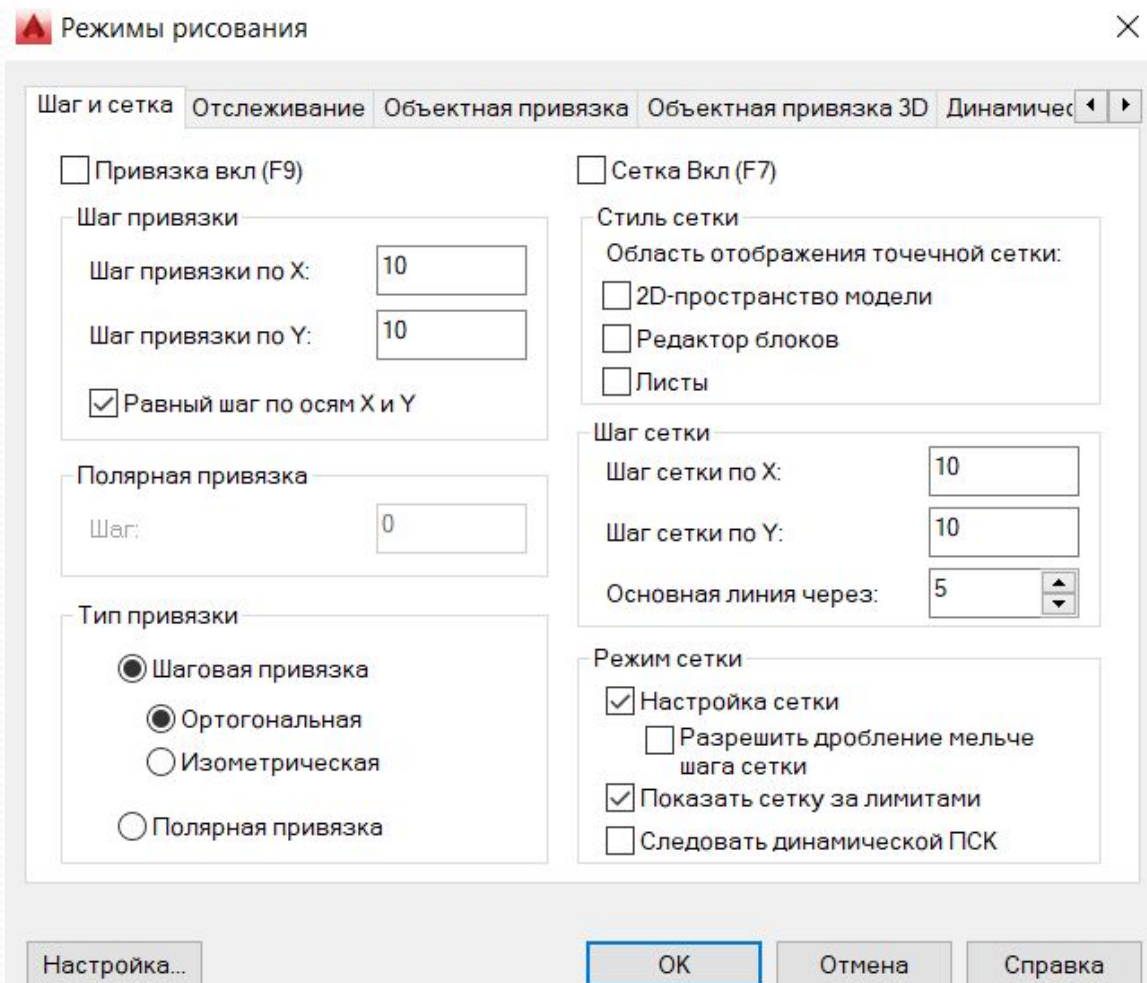 Режимы рисования
Шаг и сетка
Отслеживание
Объектная привязка
Объектная привязка 3D
Динамичес
Привязка вкл (F9)
Шаг привязки
Шаг привязки по X:
10
Шаг привязки по Y:
10
Равный шаг по осям X и Y
Полярная привязка
Шаг:
0
Тип привязки
Шаговая привязка
Ортогональная
Изометрическая
Полярная привязка
Сетка Вкл (F7)
Стиль сетки
Область отображения точечной сетки:
2D-пространство модели
Редактор блоков
Листы
Шаг сетки
Шаг сетки по X:
10
Шаг сетки по Y:
10
Основная линия через:
5
Режим сетки
Настройка сетки
Разрешить дробление мельче
шага сетки
Показать сетку за лимитами
Следовать динамической ПСК
Настройка...
OK
Отмена
Справка